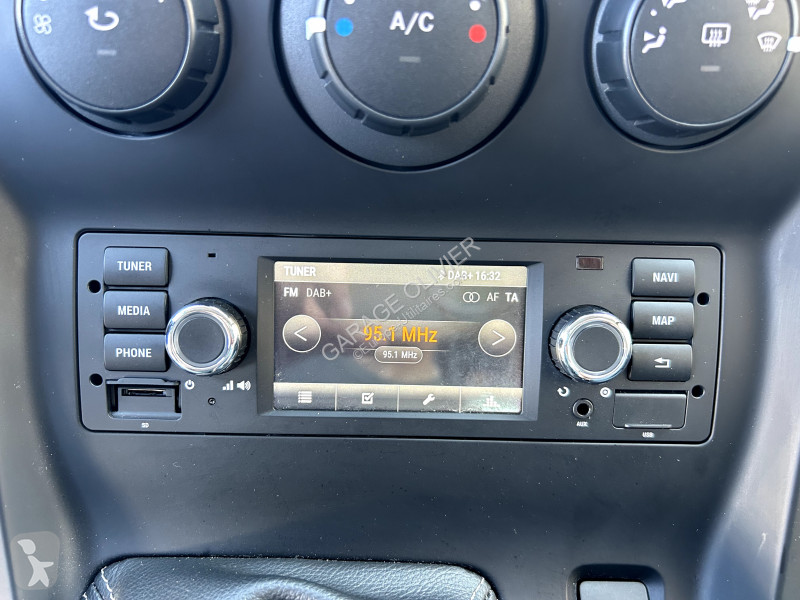 A/C
TUNER
MEDIA
PHONE
TUNER
DAB+ 16:32
FM DAB+
AF TA
95.1 MHz
95.1 MHz
NAVI
MAP
SD
AUX
USB
GARAGE OLIVIER